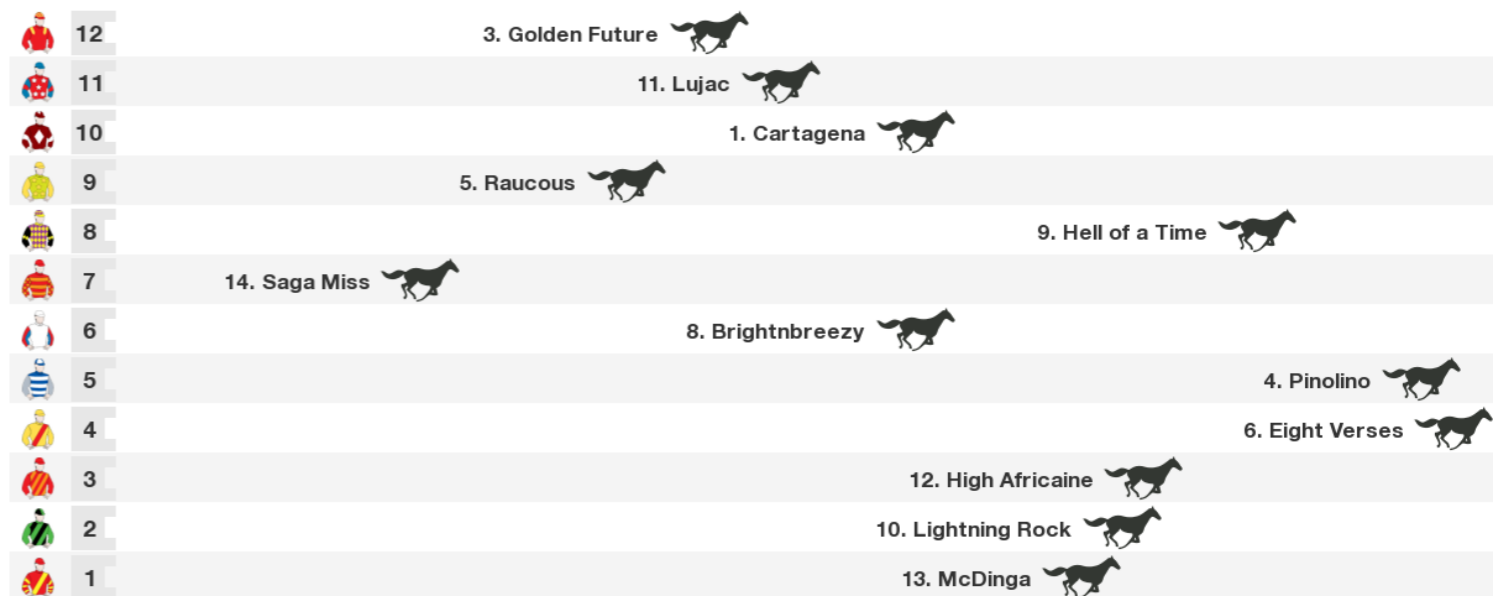 12 3. Golden Future
11 11. Lujac
10 1. Cartagena
9 5. Raucous
8 9. Hell of a Time
7 14. Saga Miss
6 8. Brightnbreezy
5 4. Pinolino
4 6. Eight Verses
3 12. High Africaine
2 10. Lightning Rock
1 13. McDinga